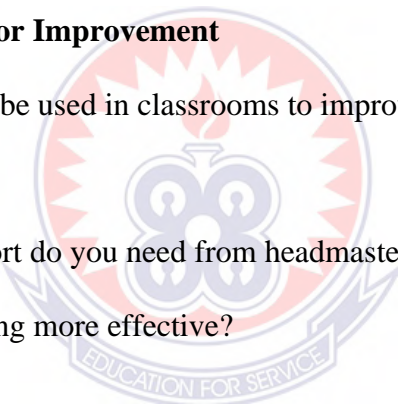 or Improvement
be used in classrooms to impro
ort do you need from headmaste
ng more effective?
EDUCATION FOR SERVICE